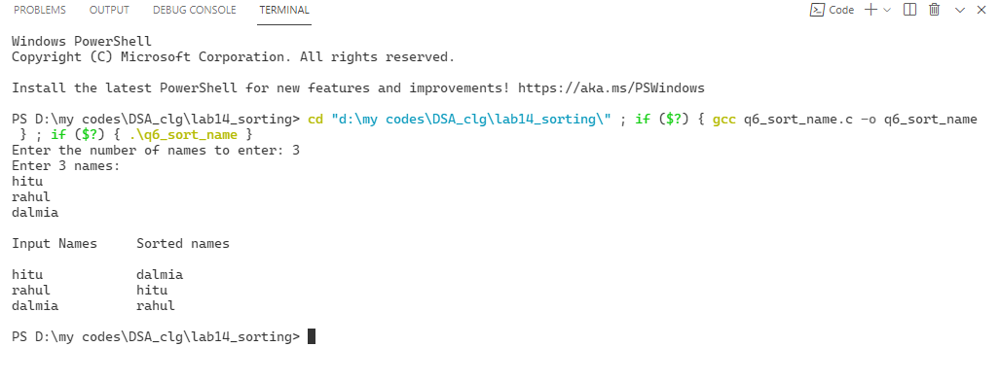 PROBLEMS OUTPUT DEBUG CONSOLE TERMINAL Code
Windows PowerShell
Copyright (C) Microsoft Corporation. All rights reserved.
Install the latest PowerShell for new features and improvements! https://aka.ms/PSWindows
PS D:\my codes\DSA_clg\lab14_sorting> cd "d:\my codes\DSA_clg\lab14_sorting\" ; if ($?) { gcc q6_sort_name.c -o q6_sort_name
} ; if ($?) { .\q6_sort_name }
Enter the number of names to enter: 3
Enter 3 names:
hitu
rahul
dalmia
Input Names     Sorted names
hitu            dalmia
rahul           hitu
dalmia          rahul
PS D:\my codes\DSA_clg\lab14_sorting>